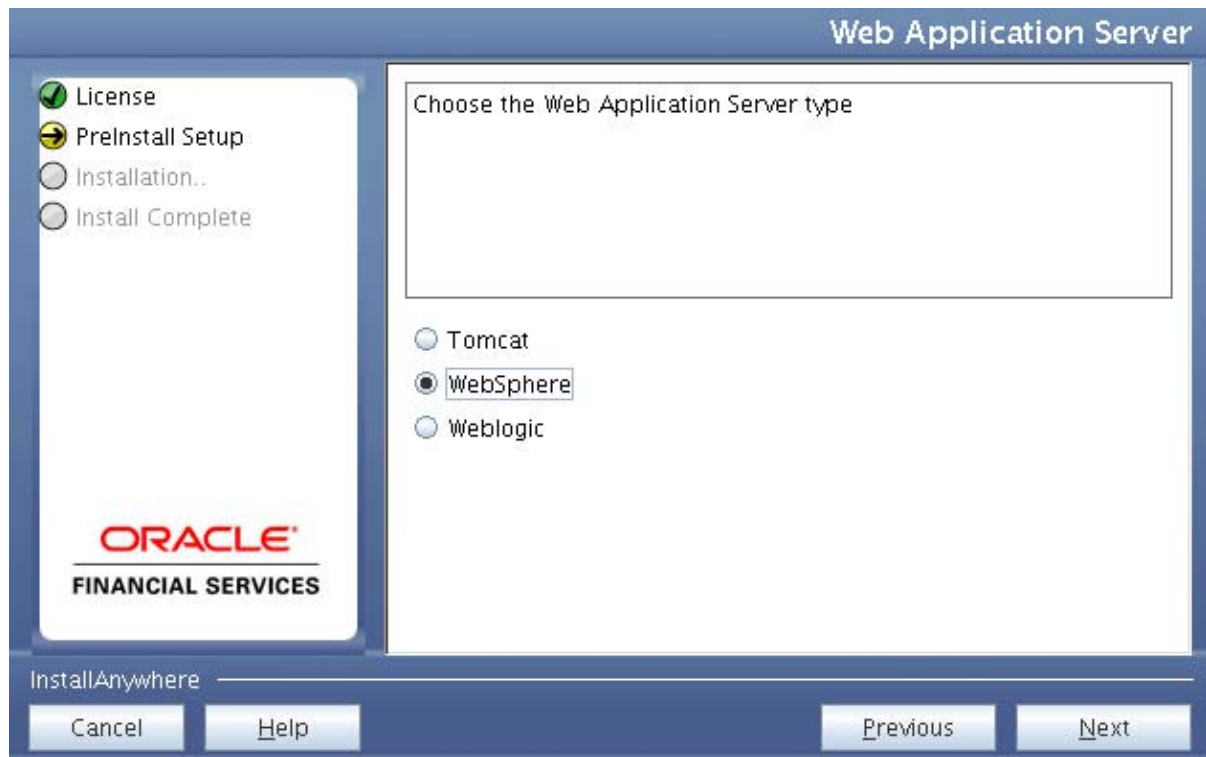 Web Application Server
License
PreInstall Setup
Installation..
Install Complete
Choose the Web Application Server type
Tomcat
WebSphere
Weblogic
ORACLE
FINANCIAL SERVICES
InstallAnywhere
Cancel
Help
Previous
Next